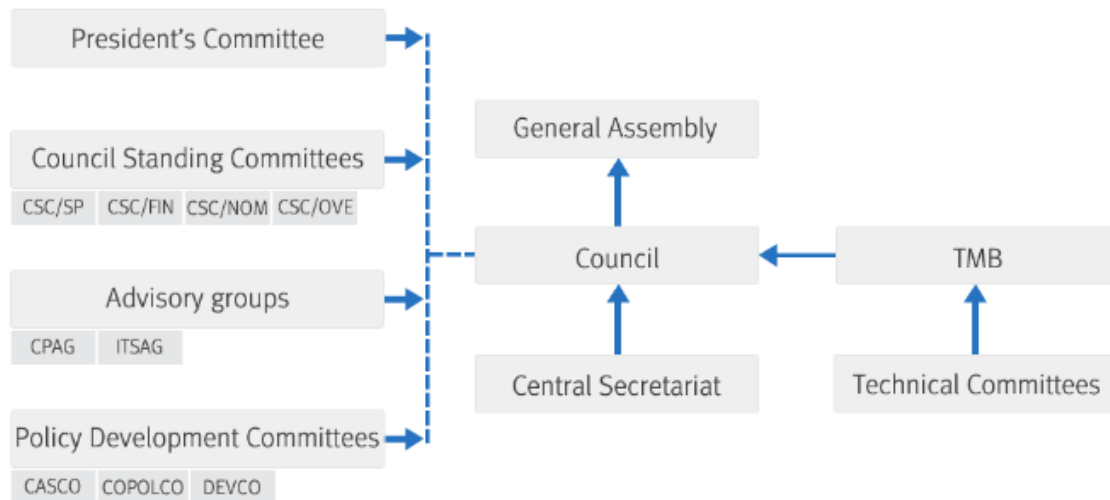 President's Committee
Council Standing Committees
CSC/SP CSC/FIN CSC/NOM CSC/OVE
Advisory groups
CPAG ITSAG
Policy Development Committees
CASCO COPOLCO DEVCO
General Assembly
Council
Central Secretariat
TMB
Technical Committees